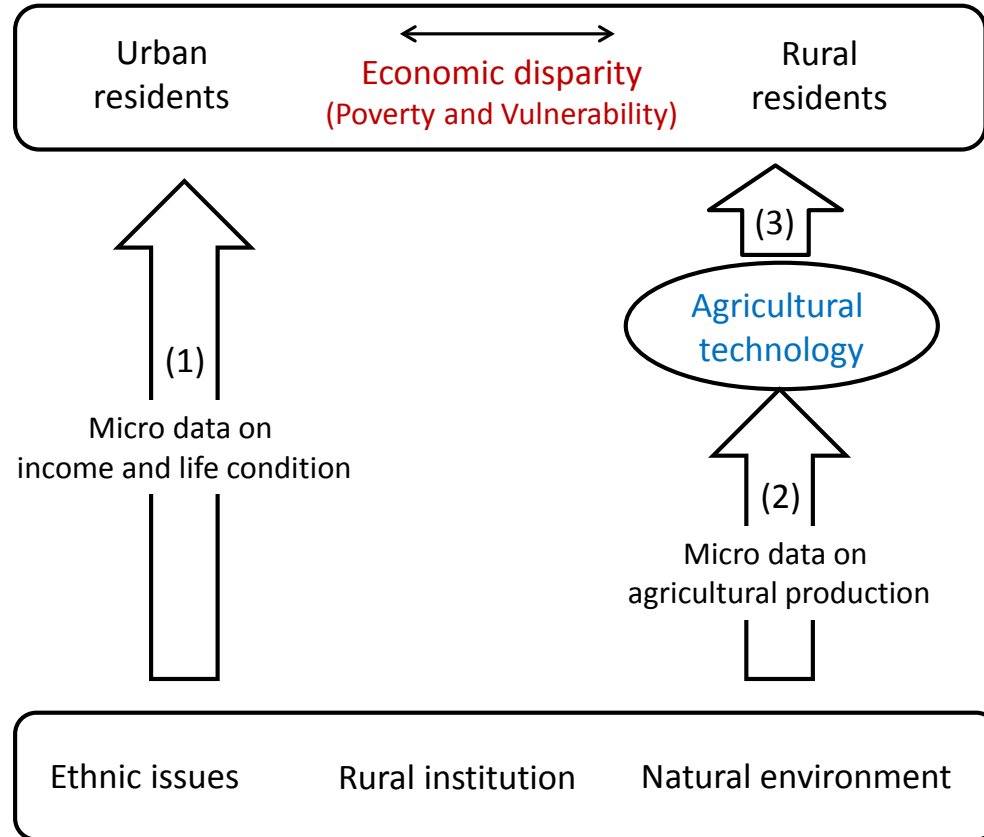 Urban
residents
Economic disparity
(Poverty and Vulnerability)
Rural
residents
(1)
Micro data on
income and life condition
(3)
Agricultural
technology
(2)
Micro data on
agricultural production
Ethnic issues
Rural institution
Natural environment